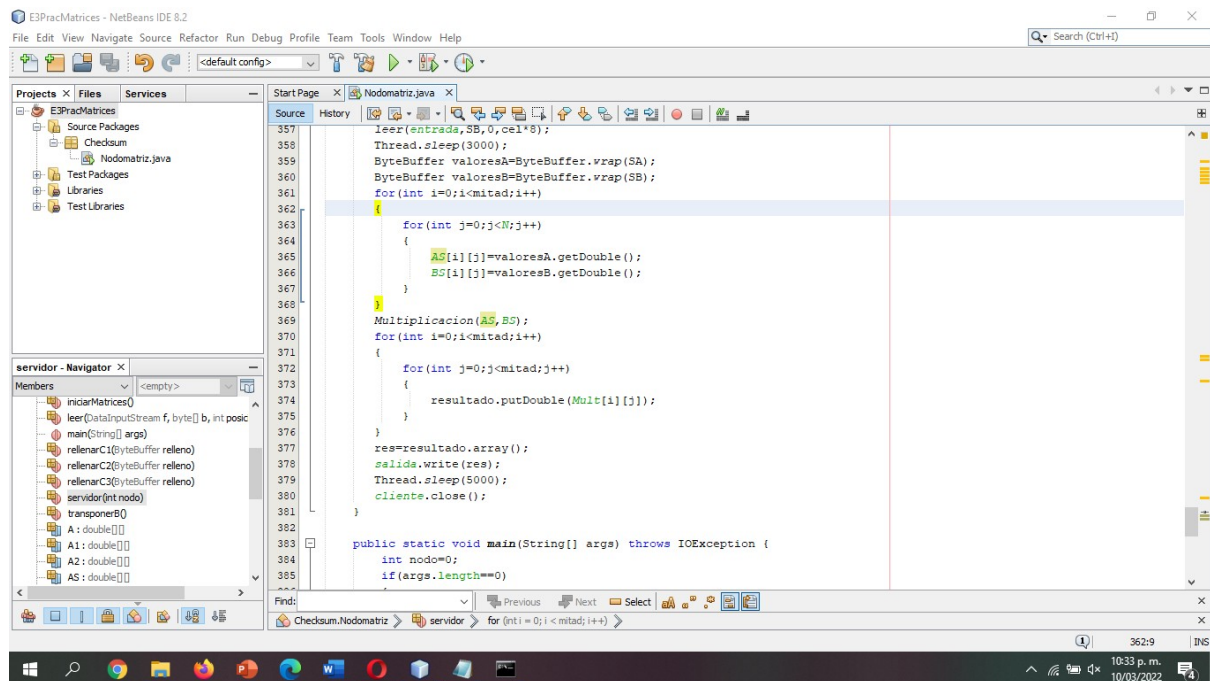 E3PracMatrices - NetBeans IDE 8.2
File Edit View Navigate Source Refactor Run Debug Profile Team Tools Window Help
Search (Ctrl+I)
<default config>
Projects Files Services
E3PracMatrices
Source Packages
Checksum
Nodomatriz.java
Test Packages
Libraries
Test Libraries
Start Page Nodomatriz.java
Source History
357 leer(entrada,SB,0,cel*8);
358 Thread.sleep(3000);
359 ByteBuffer valoresA=ByteBuffer.wrap(SA);
360 ByteBuffer valoresB=ByteBuffer.wrap(SB);
361 for(int i=0;i<mitad;i++)
362 {
363 for(int j=0;j<N;j++)
364 {
365 AS[i][j]=valoresA.getDouble();
366 BS[i][j]=valoresB.getDouble();
367 }
368 }
369 Multiplicacion(AS,BS);
370 for(int i=0;i<mitad;i++)
371 {
372 for(int j=0;j<mitad;j++)
373 {
374 resultado.putDouble(Mult[i][j]);
375 }
376 }
377 res=resultado.array();
378 salida.write(res);
379 Thread.sleep(5000);
380 cliente.close();
381 }
382
383 public static void main(String[] args) throws IOException {
384 int nodo=0;
385 if(args.length==0)
servidor - Navigator
Members <empty>
iniciarMatrices()
leer(DataInputStream f, byte[] b, int posic
main(String[] args)
rellenarC1(ByteBuffer relleno)
rellenarC2(ByteBuffer relleno)
rellenarC3(ByteBuffer relleno)
servidor(int nodo)
transponerB()
A : double[][]
A1 : double[][]
A2 : double[][]
AS : double[][]
Find: Previous Next Select
Checksum.Nodomatriz servidor for (int i = 0; i < mitad; i++)
1 362:9 INS
10:33 p. m.
10/03/2022
4